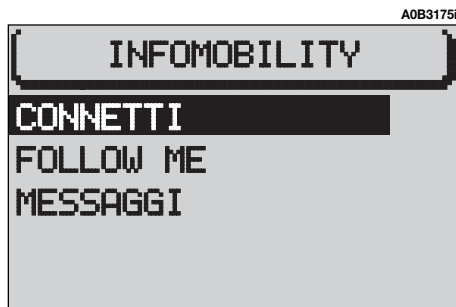 A0B3175i
INFOMOBILITY
CONNETTI
FOLLOW ME
MESSAGGI